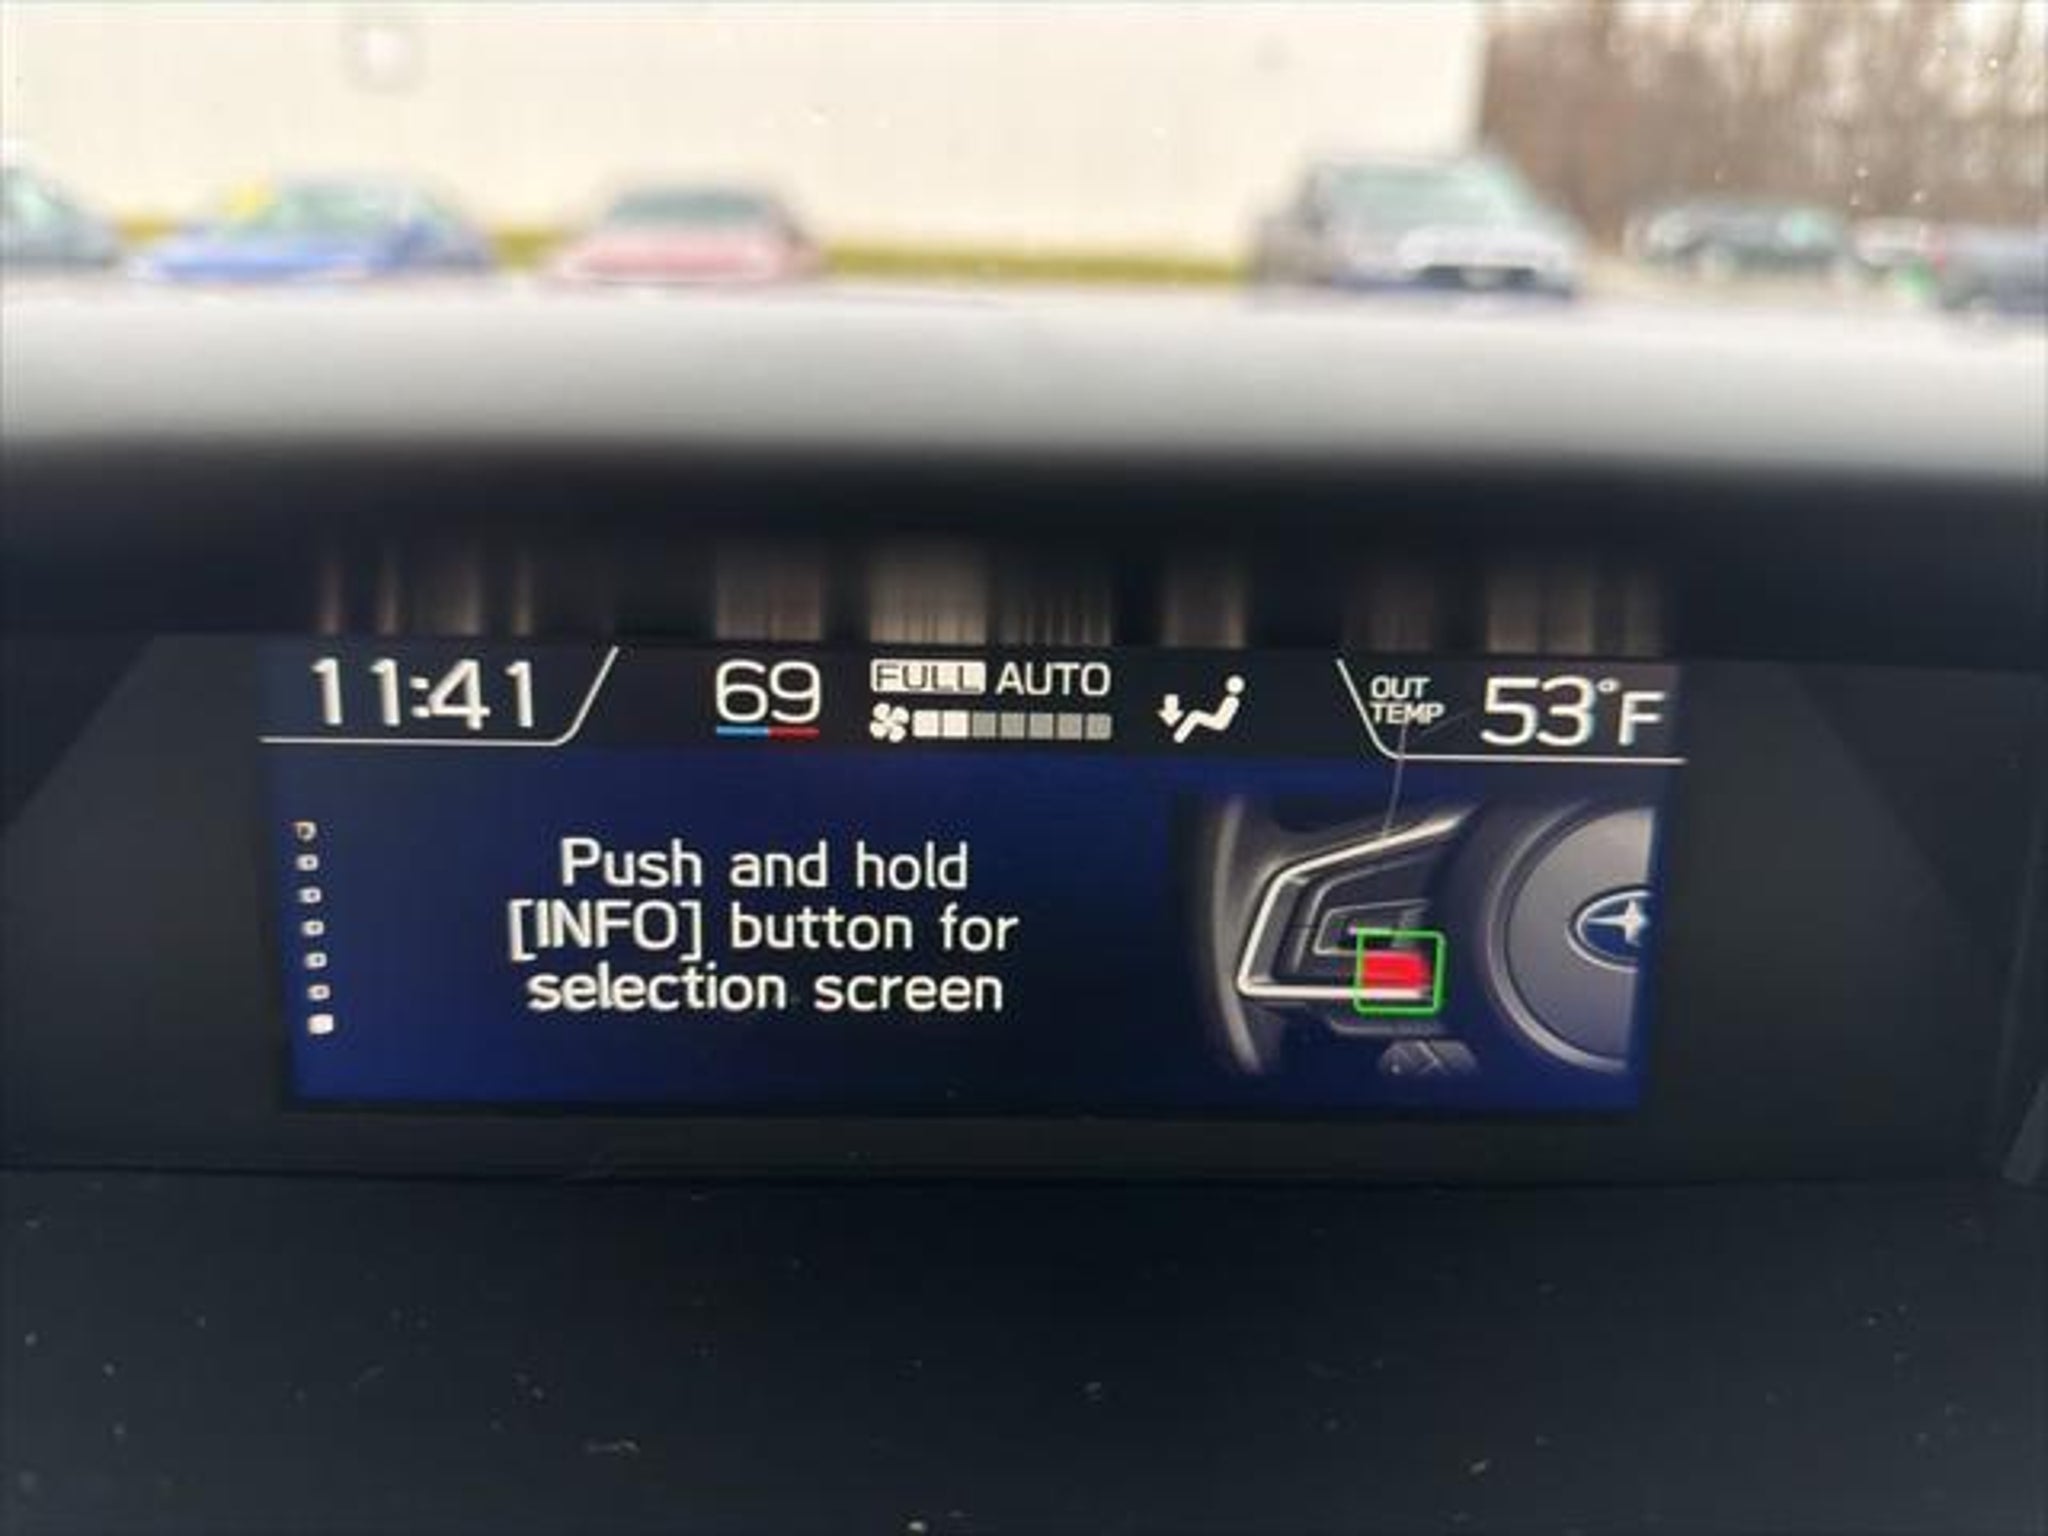 11:41
69
FULL AUTO
OUT
TEMP
53°F
Push and hold
[INFO] button for
selection screen